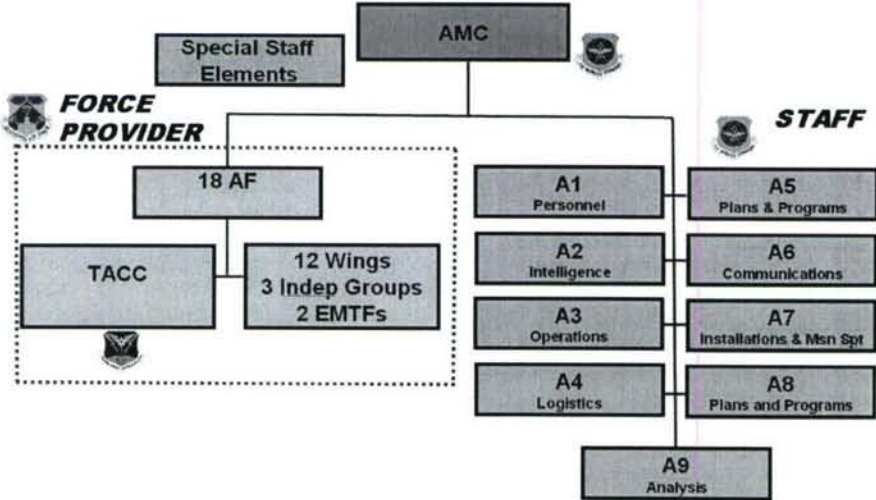 AMC
Special Staff
Elements
FORCE
PROVIDER
18 AF
TACC
12 Wings
3 Indep Groups
2 EMTFs
STAFF
A1
Personnel
A5
Plans & Programs
A2
Intelligence
A6
Communications
A3
Operations
A7
Installations & Msn Spt
A4
Logistics
A8
Plans and Programs
A9
Analysis